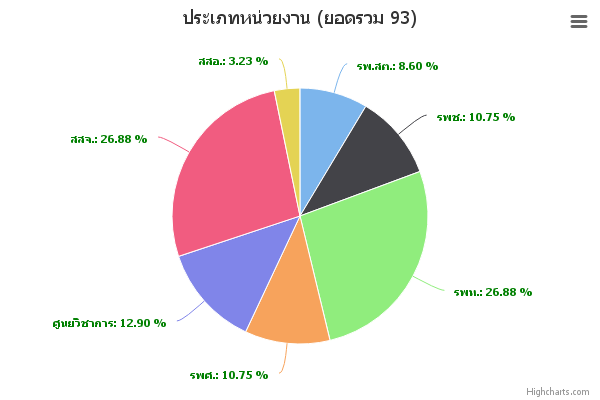 ประเภทหน่วยงาน (ยอดรวม 93)
สสอ.: 3.23 %
รพ.สต.: 8.60 %
รพช.: 10.75 %
สสจ.: 26.88 %
รพท.: 26.88 %
ศูนย์วิชาการ: 12.90 %
รพศ.: 10.75 %
Highcharts.com